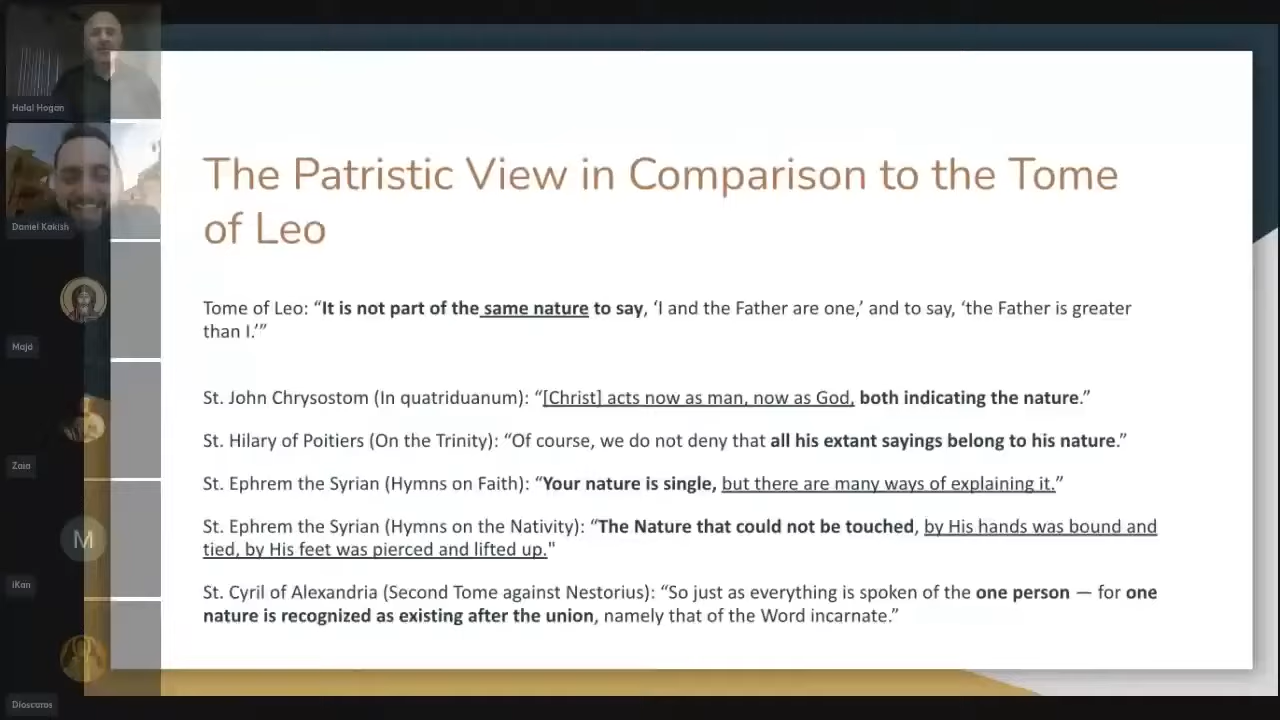 Halal Hogan
Daniel Kakish
Majd
Zaia
M
iKan
Dioscoros
The Patristic View in Comparison to the Tome
of Leo
Tome of Leo: “It is not part of the same nature to say, ‘I and the Father are one,’ and to say, ‘the Father is greater
than I.’”
St. John Chrysostom (In quatriduanum): “[Christ] acts now as man, now as God, both indicating the nature.”
St. Hilary of Poitiers (On the Trinity): “Of course, we do not deny that all his extant sayings belong to his nature.”
St. Ephrem the Syrian (Hymns on Faith): “Your nature is single, but there are many ways of explaining it.”
St. Ephrem the Syrian (Hymns on the Nativity): “The Nature that could not be touched, by His hands was bound and
tied, by His feet was pierced and lifted up."
St. Cyril of Alexandria (Second Tome against Nestorius): “So just as everything is spoken of the one person — for one
nature is recognized as existing after the union, namely that of the Word incarnate.”